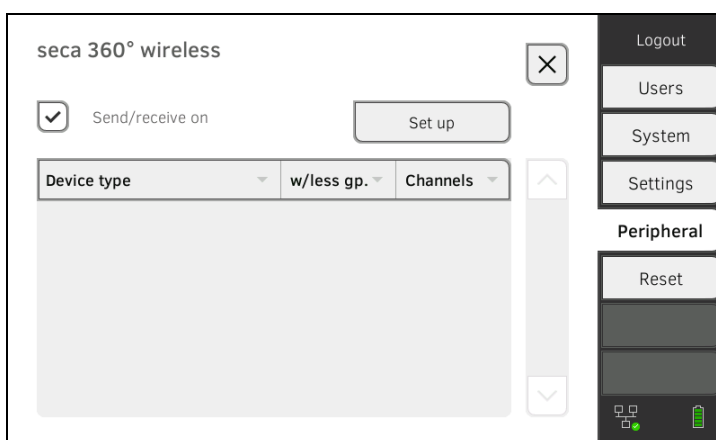 seca 360° wireless
Send/receive on
Set up
Device type
w/less gp.
Channels
Logout
Users
System
Settings
Peripheral
Reset